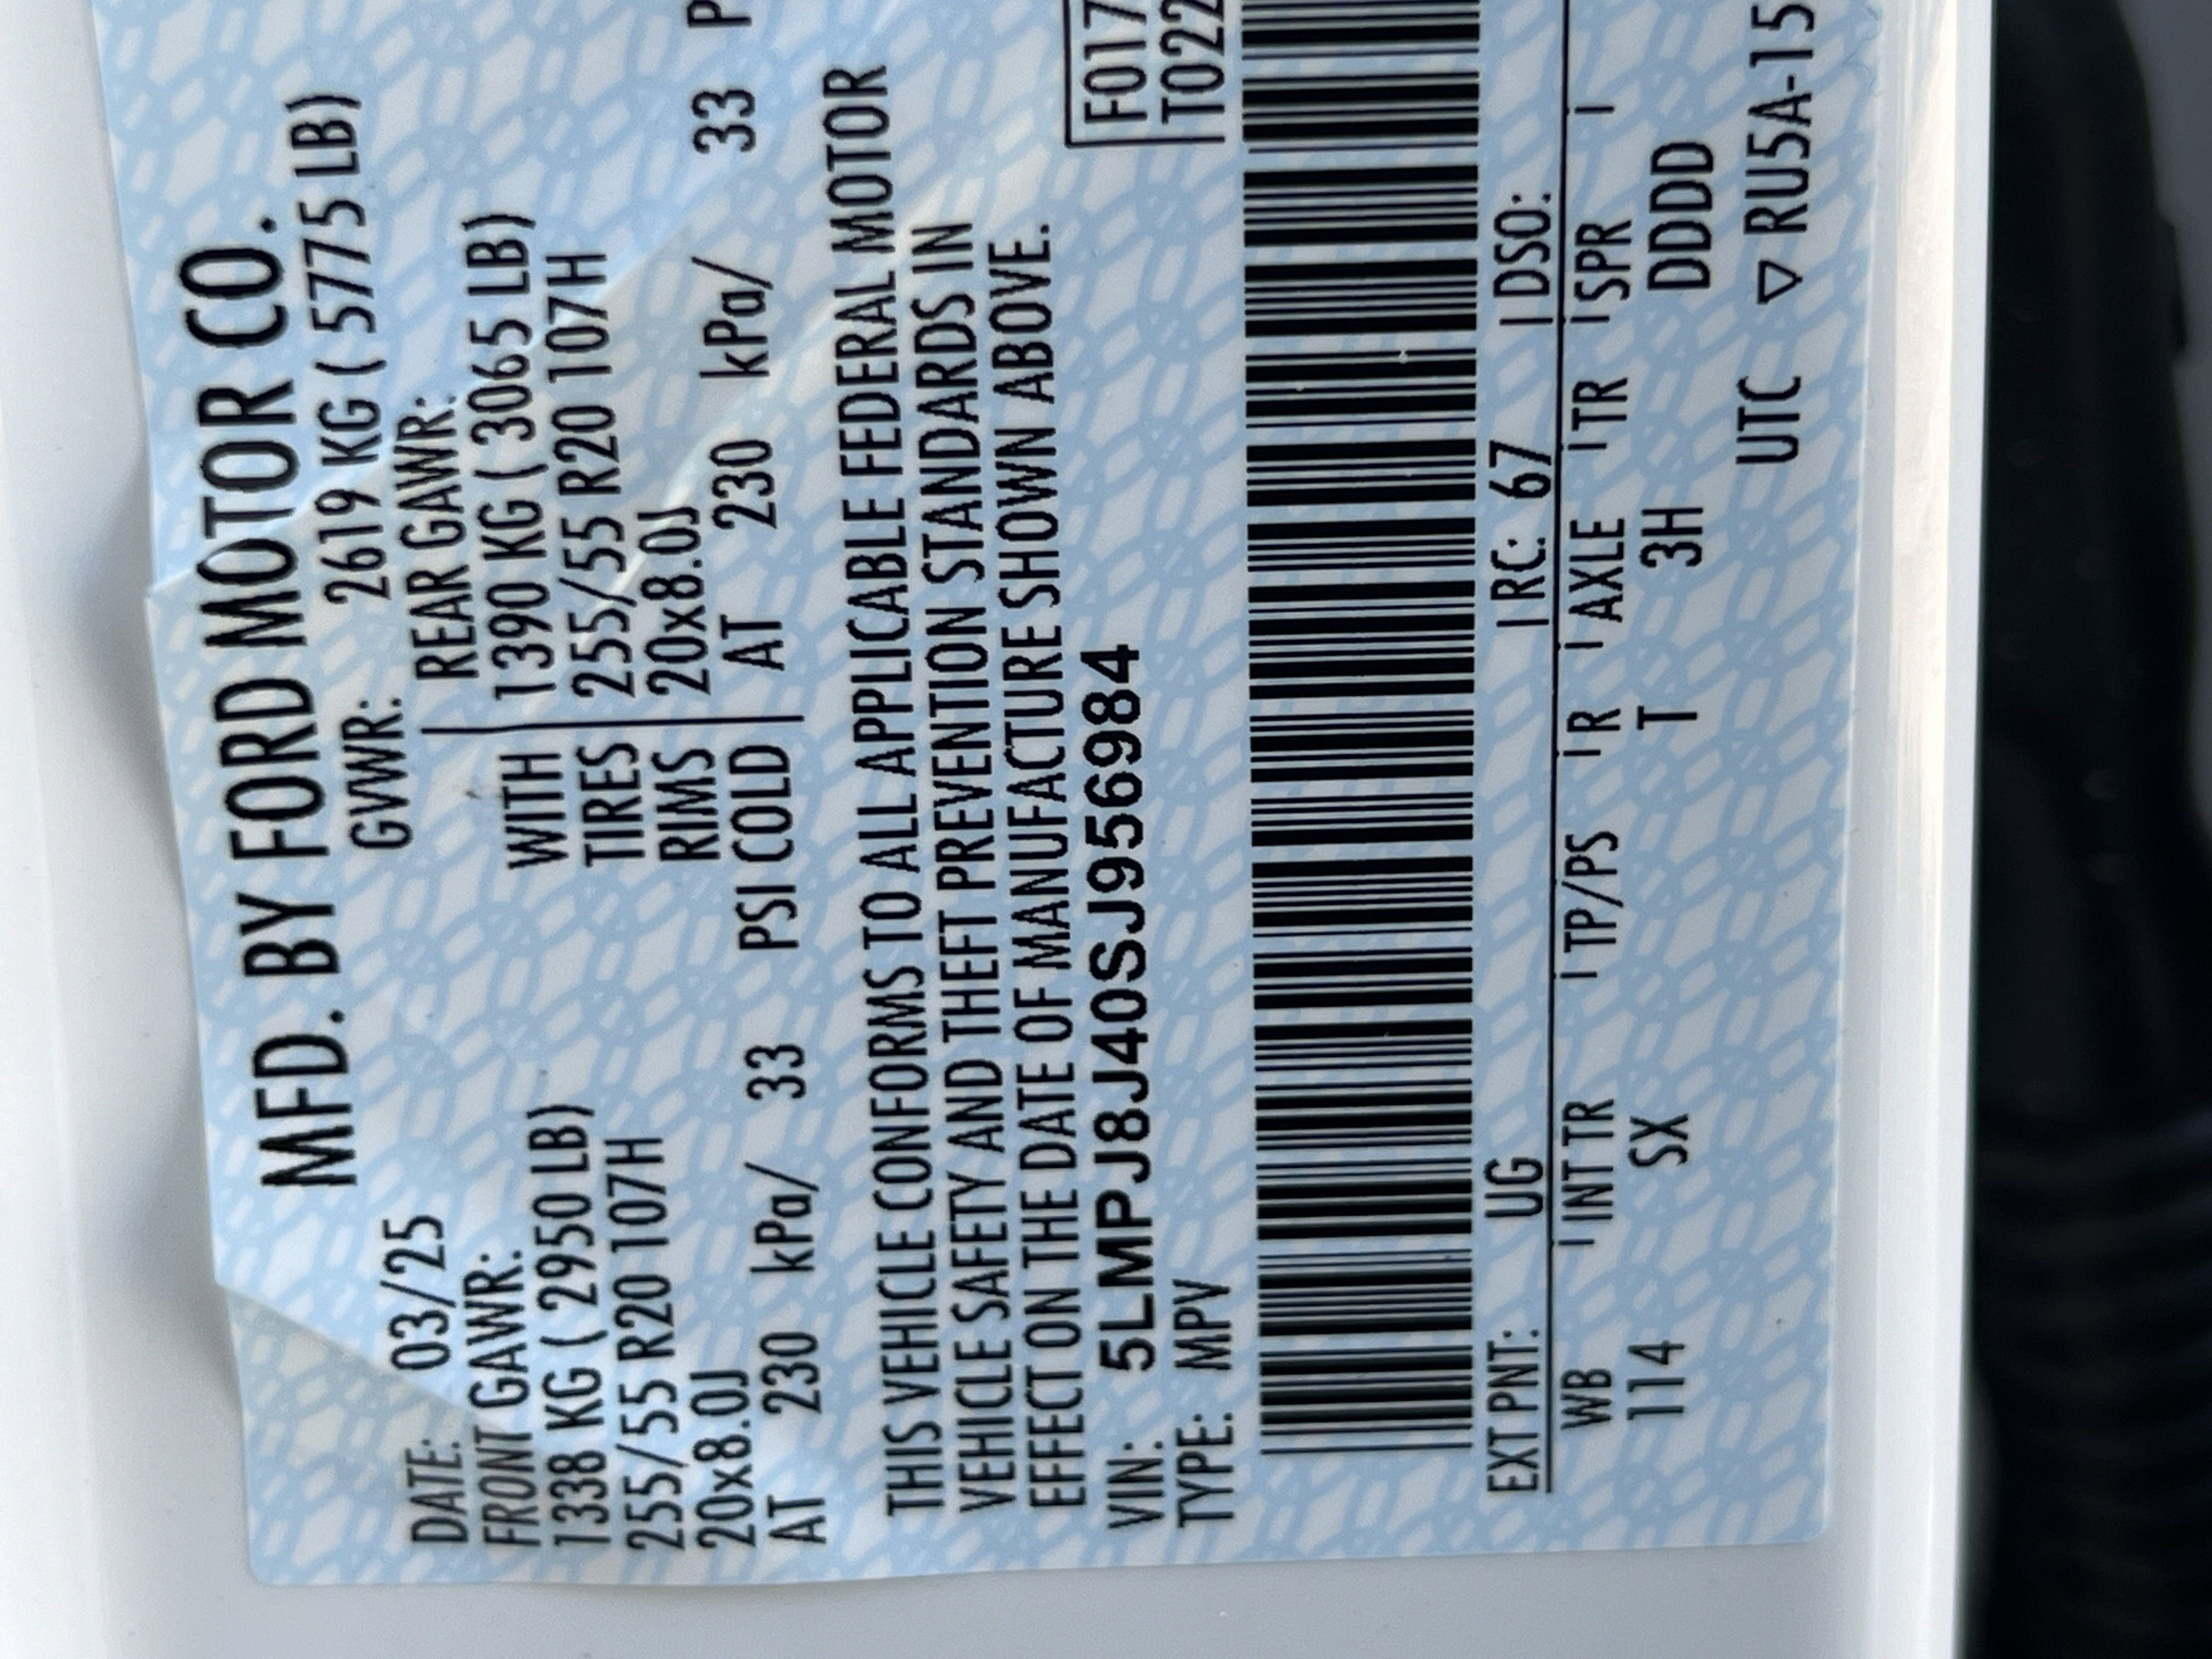 MFD. BY FORD MOTOR CO.
DATE: 03/25 GVWR: 2619 KG ( 5775 LB)
FRONT GAWR: REAR GAWR:
1338 KG ( 2950 LB) WITH 1390 KG ( 3065 LB)
255/55 R20 107H TIRES 255/55 R20 107H
20x8.0J RIMS 20x8.0J
AT 230 kPa/ 33 PSI COLD AT 230 kPa/ 33 P
THIS VEHICLE CONFORMS TO ALL APPLICABLE FEDERAL MOTOR
VEHICLE SAFETY AND THEFT PREVENTION STANDARDS IN
EFFECT ON THE DATE OF MANUFACTURE SHOWN ABOVE.
VIN: 5LMPJ8J40SJ956984 F017
TYPE: MPV T022
EXT PNT: UG RC: 67 DSO:
WB INT TR TP/PS R AXLE TR SPR
114 SX T 3H DDDD
UTC ▽ RU5A-15